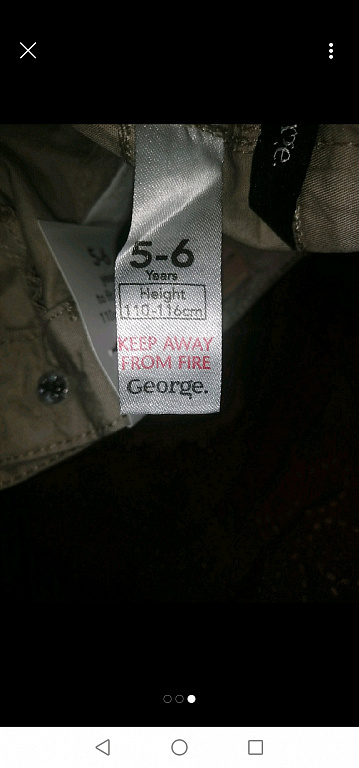 5-6
Years
Height
110-116cm
KEEP AWAY
FROM FIRE
George.